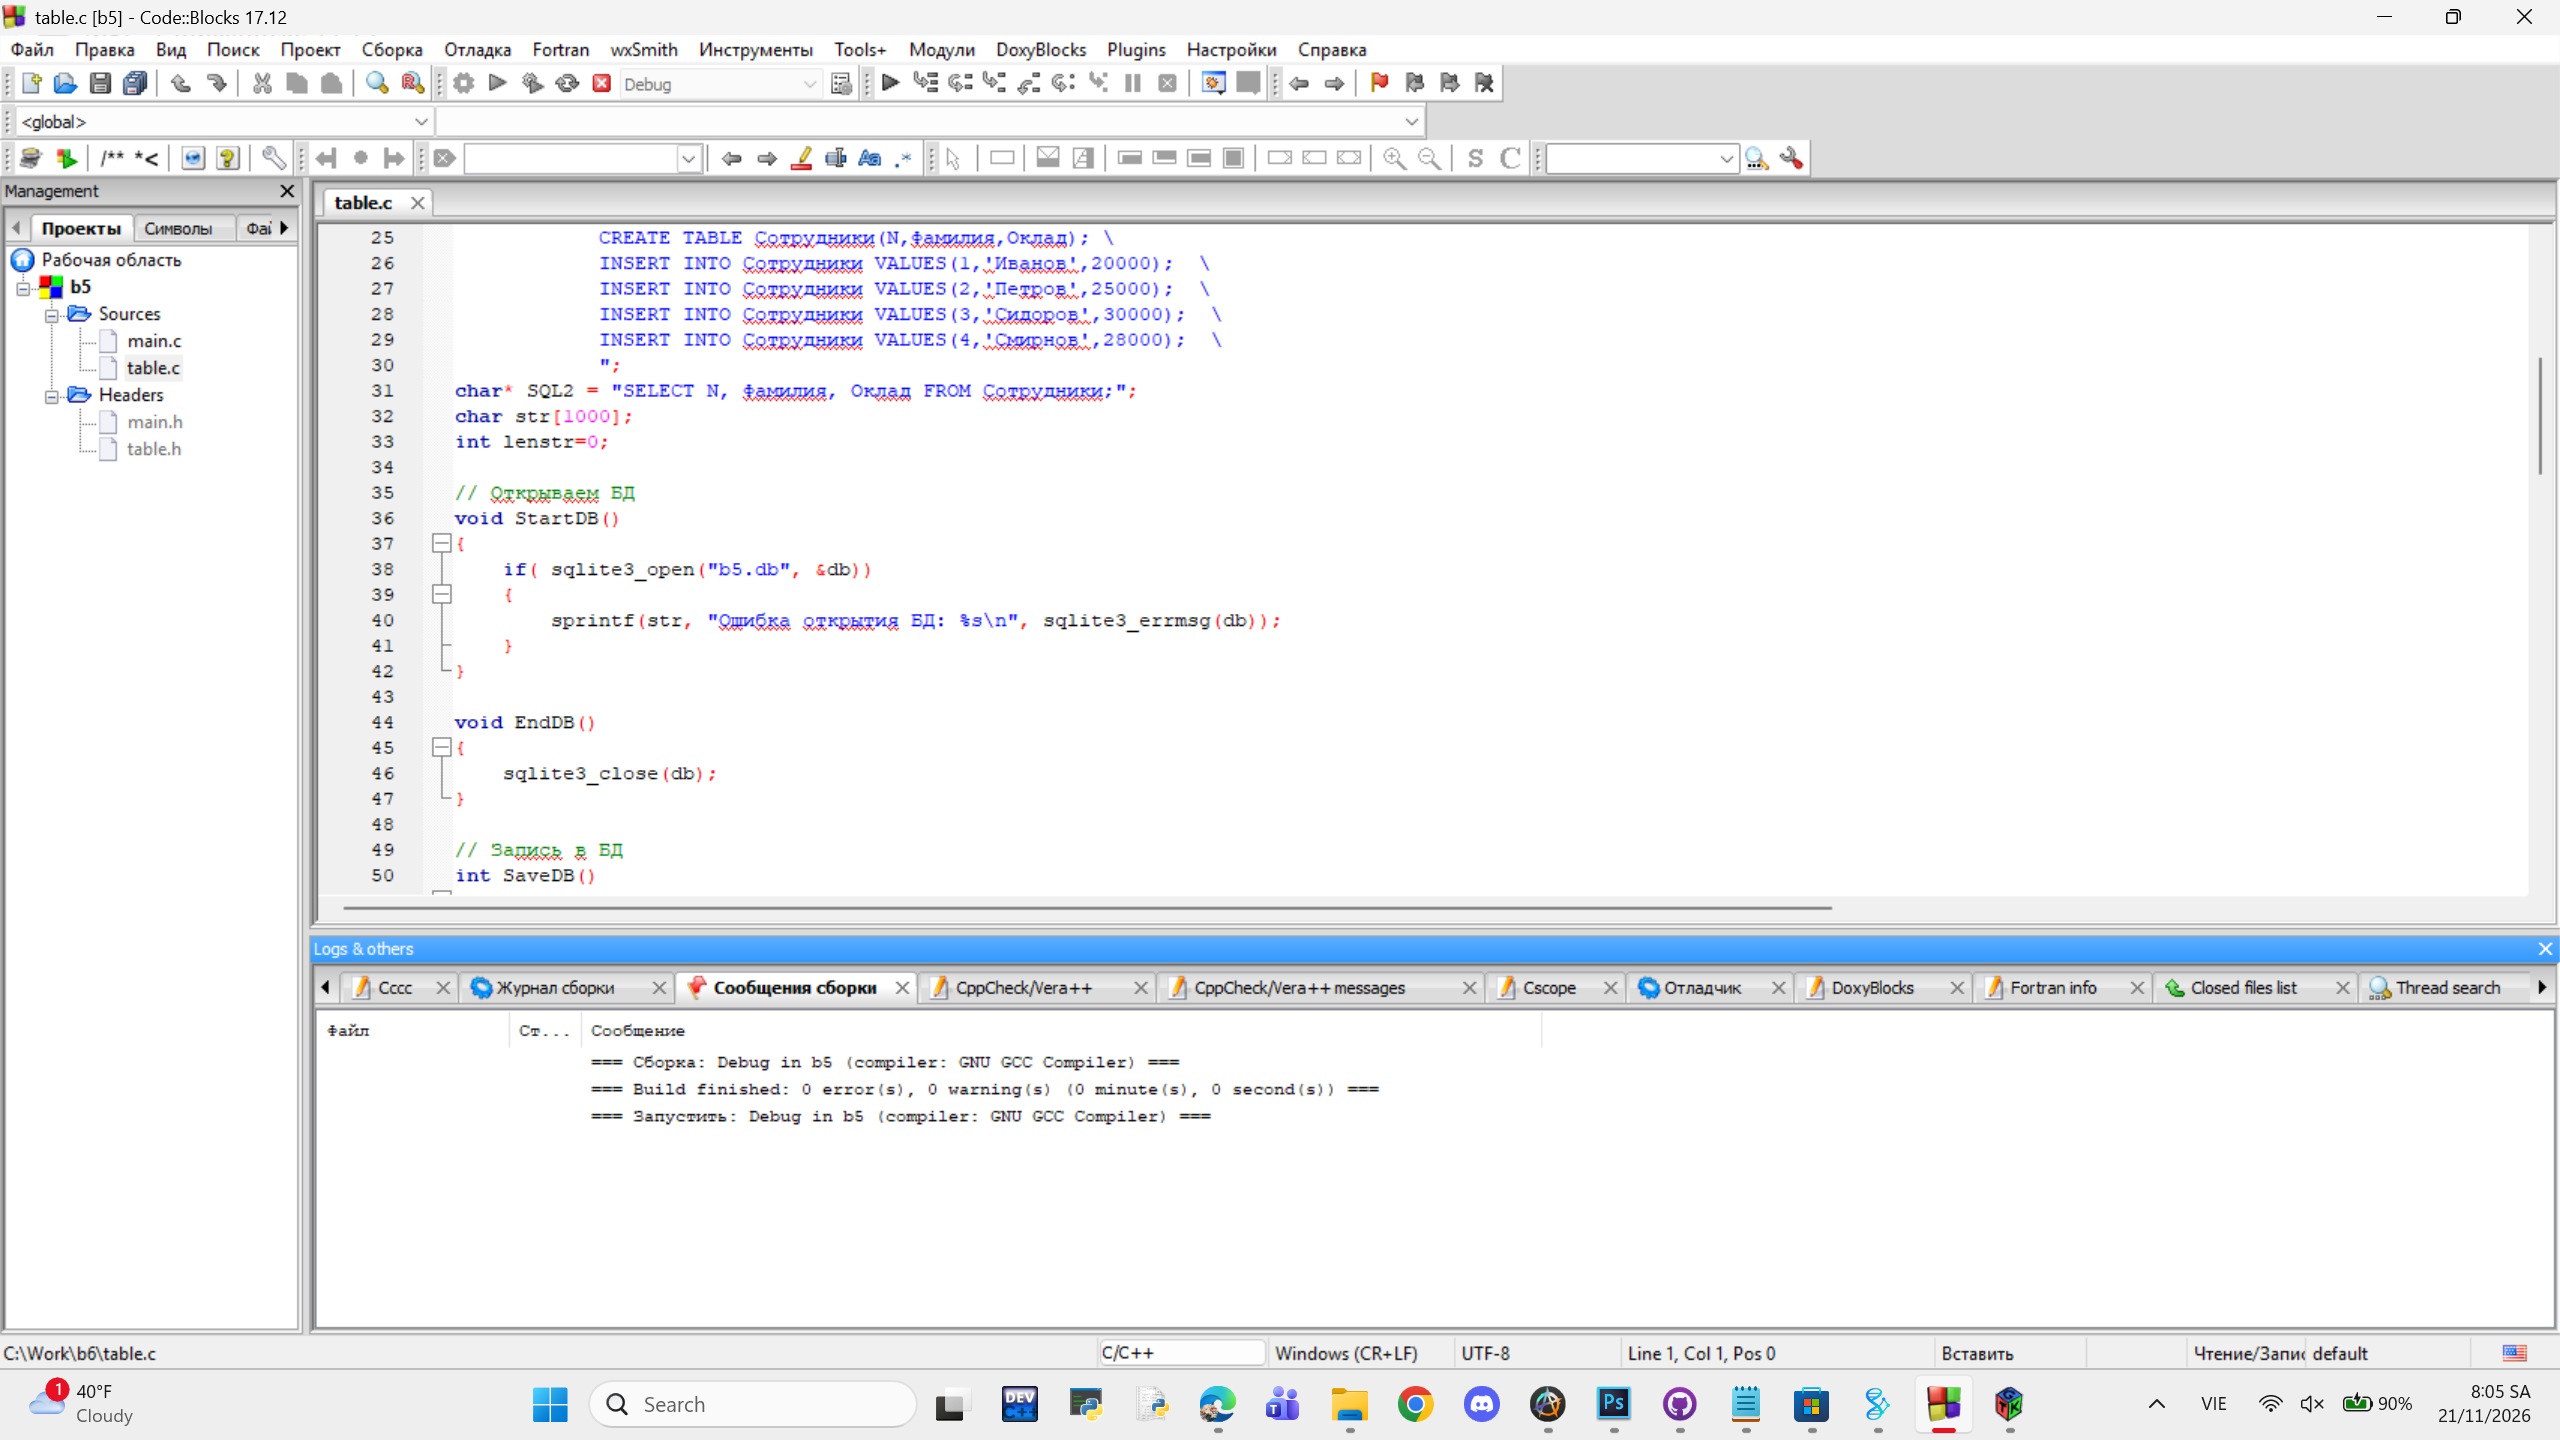 table.c [b5] - Code::Blocks 17.12
Файл Правка Вид Поиск Проект Сборка Отладка Fortran wxSmith Инструменты Tools+ Модули DoxyBlocks Plugins Настройки Справка
Debug
<global>
/** *<
Aa .* S C
Management
Проекты Символы Фай
Рабочая область
b5
Sources
main.c
table.c
Headers
main.h
table.h
table.c
25 CREATE TABLE Сотрудники(N,Фамилия,Оклад); \
26 INSERT INTO Сотрудники VALUES(1,'Иванов',20000); \
27 INSERT INTO Сотрудники VALUES(2,'Петров',25000); \
28 INSERT INTO Сотрудники VALUES(3,'Сидоров',30000); \
29 INSERT INTO Сотрудники VALUES(4,'Смирнов',28000); \
30 ";
31 char* SQL2 = "SELECT N, Фамилия, Оклад FROM Сотрудники;";
32 char str[1000];
33 int lenstr=0;
34
35 // Открываем БД
36 void StartDB()
37 {
38 if( sqlite3_open("b5.db", &db))
39 {
40 sprintf(str, "Ошибка открытия БД: %s\n", sqlite3_errmsg(db));
41 }
42 }
43
44 void EndDB()
45 {
46 sqlite3_close(db);
47 }
48
49 // Запись в БД
50 int SaveDB()
Logs & others
Cccc Журнал сборки Сообщения сборки CppCheck/Vera++ CppCheck/Vera++ messages Cscope Отладчик DoxyBlocks Fortran info Closed files list Thread search
Файл Ст... Сообщение
=== Сборка: Debug in b5 (compiler: GNU GCC Compiler) ===
=== Build finished: 0 error(s), 0 warning(s) (0 minute(s), 0 second(s)) ===
=== Запустить: Debug in b5 (compiler: GNU GCC Compiler) ===
C:\Work\b6\table.c C/C++ Windows (CR+LF) UTF-8 Line 1, Col 1, Pos 0 Вставить Чтение/Запис default
1 40°F
Cloudy
Search
DEV C++
T
Ps
VIE
90%
8:05 SA
21/11/2026